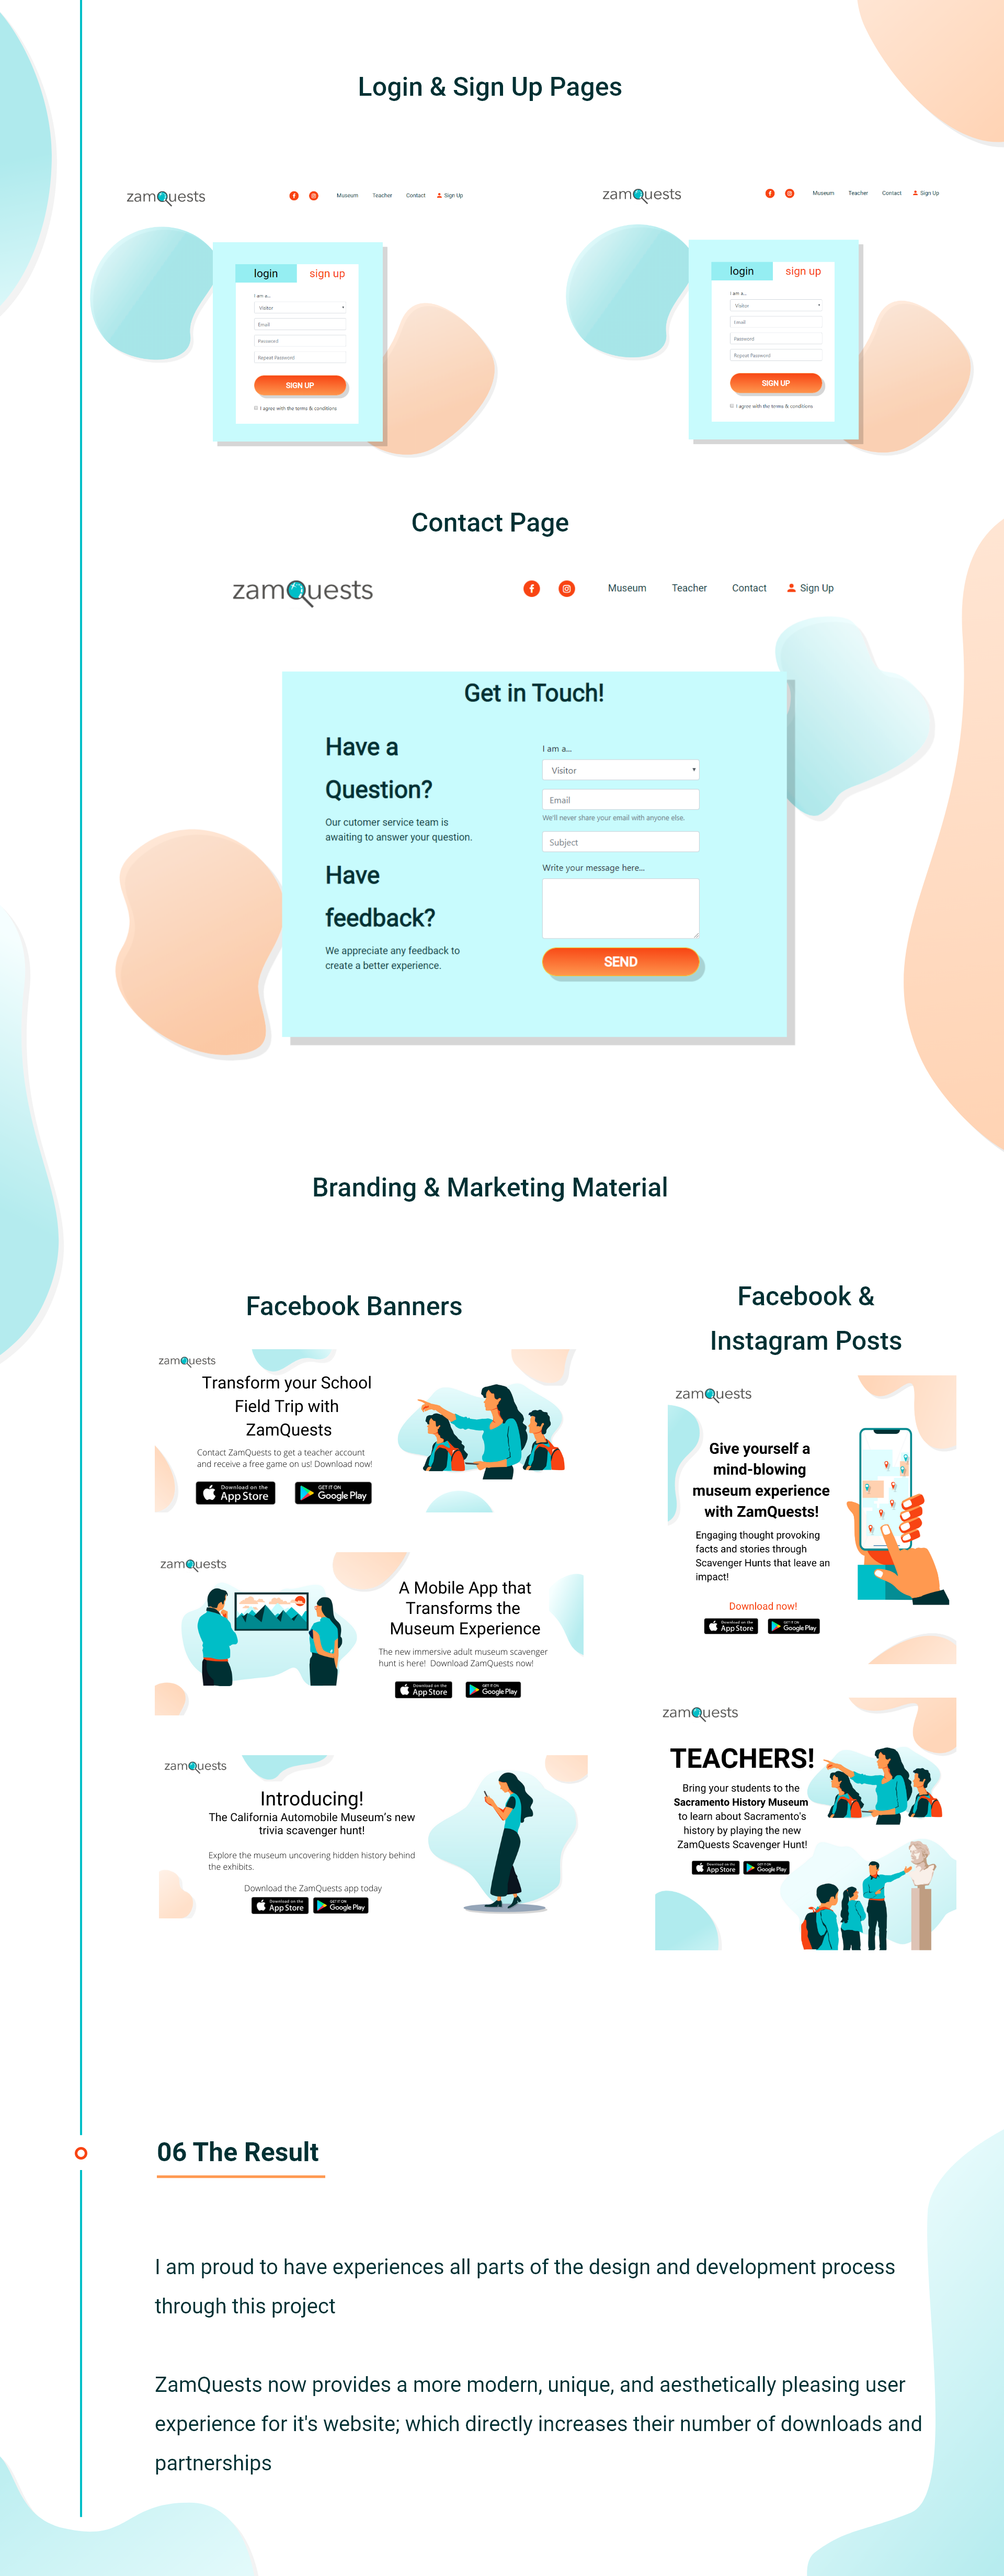 Login & Sign Up Pages
zamQuests
Museum Teacher Contact Sign Up
login sign up
I am a...
Visitor
Email
Password
Repeat Password
SIGN UP
I agree with the terms & conditions
zamQuests
Museum Teacher Contact Sign Up
login sign up
I am a...
Visitor
Email
Password
Repeat Password
SIGN UP
I agree with the terms & conditions
Contact Page
zamQuests
Museum Teacher Contact Sign Up
Get in Touch!
Have a
Question?
Our cutomer service team is
awaiting to answer your question.
Have
feedback?
We appreciate any feedback to
create a better experience.
I am a...
Visitor
Email
We'll never share your email with anyone else.
Subject
Write your message here...
SEND
Branding & Marketing Material
Facebook Banners
zamQuests
Transform your School
Field Trip with
ZamQuests
Contact ZamQuests to get a teacher account
and receive a free game on us! Download now!
Download on the
App Store
GET IT ON
Google Play
zamQuests
A Mobile App that
Transforms the
Museum Experience
The new immersive adult museum scavenger
hunt is here! Download ZamQuests now!
Download on the
App Store
GET IT ON
Google Play
zamQuests
Introducing!
The California Automobile Museum's new
trivia scavenger hunt!
Explore the museum uncovering hidden history behind
the exhibits.
Download the ZamQuests app today
Download on the
App Store
GET IT ON
Google Play
Facebook &
Instagram Posts
zamQuests
Give yourself a
mind-blowing
museum experience
with ZamQuests!
Engaging thought provoking
facts and stories through
Scavenger Hunts that leave an
impact!
Download now!
Download on the
App Store
GET IT ON
Google Play
zamQuests
TEACHERS!
Bring your students to the
Sacramento History Museum
to learn about Sacramento's
history by playing the new
ZamQuests Scavenger Hunt!
Download on the
App Store
GET IT ON
Google Play
06 The Result
I am proud to have experiences all parts of the design and development process
through this project
ZamQuests now provides a more modern, unique, and aesthetically pleasing user
experience for it's website; which directly increases their number of downloads and
partnerships